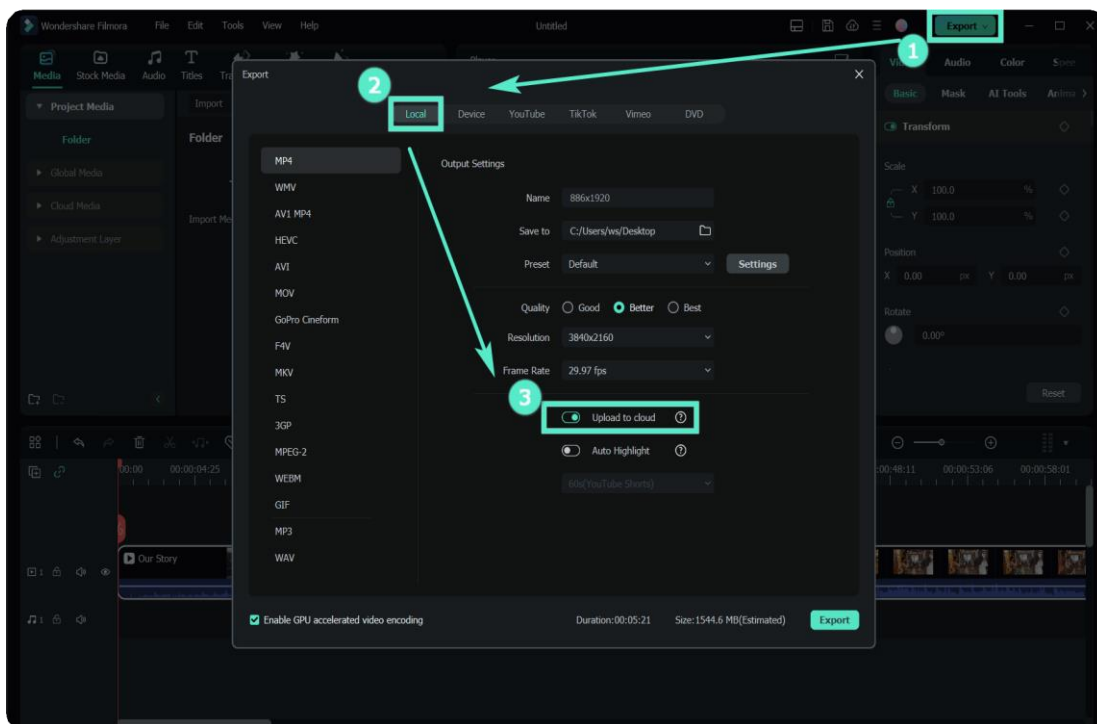 Wondershare Filmora File Edit Tools View Help Untitled Export
1
Media Stock Media Audio Titles
Audio Color
Export
2
Local Device YouTube TikTok Vimeo DVD
Basic Mask AI Tools
Project Media Import
Transform
Folder Folder
MP4 Output Settings
Global Media
Scale
WMV Name 886x1920
X 100.0 %
Cloud Media
AV1 MP4
Import Me
Y 100.0 %
HEVC Save to C:/Users/ws/Desktop
Adjustment Layer
Position
AVI Preset Default Settings
X 0.00 px Y 0.00 px
MOV
Quality Good Better Best
Rotate
GoPro Cineform
0.00°
F4V Resolution 3840x2160
MKV Frame Rate 29.97 fps
3
TS
Reset
Upload to cloud ?
3GP
MPEG-2 Auto Highlight ?
00:00 00:00:04:25
:00:48:11 00:00:53:06 00:00:58:01
WEBM 60s(YouTube Shorts)
GIF
MP3
WAV
Our Story
1
1
Enable GPU accelerated video encoding Duration:00:05:21 Size:1544.6 MB(Estimated) Export